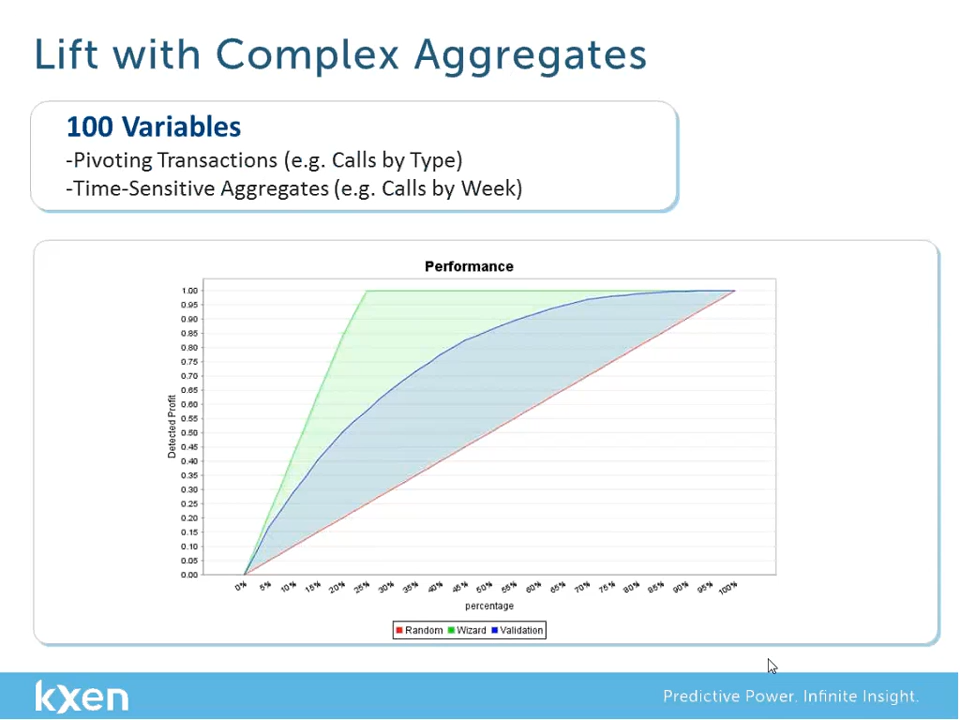 Lift with Complex Aggregates
100 Variables
-Pivoting Transactions (e.g. Calls by Type)
-Time-Sensitive Aggregates (e.g. Calls by Week)
Performance
1.00
0.95
0.90
0.85
0.80
0.75
0.70
0.65
0.60
0.55
0.50
0.45
0.40
0.35
0.30
0.25
0.20
0.15
0.10
0.05
0.00
Detected Profit
0% 5% 10% 15% 20% 25% 30% 35% 40% 45% 50% 55% 60% 65% 70% 75% 80% 85% 90% 95% 100%
percentage
Random Wizard Validation
kxen
Predictive Power. Infinite Insight.